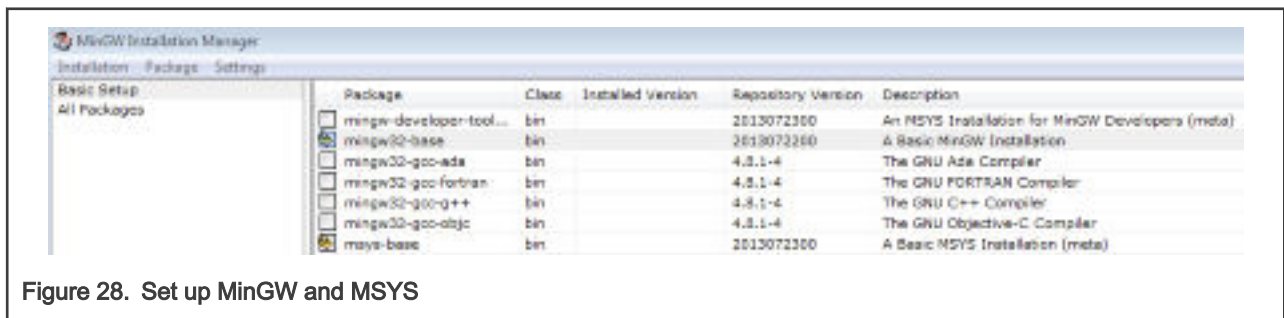 MinGW Installation Manager
Installation Package Settings
Basic Setup
All Packages
Package Class Installed Version Repository Version Description
mingw-developer-tool... bin 2013072300 An MSYS Installation for MinGW Developers (meta)
mingw32-base bin 2013072200 A Basic MinGW Installation
mingw32-gcc-ada bin 4.8.1-4 The GNU Ada Compiler
mingw32-gcc-fortran bin 4.8.1-4 The GNU FORTRAN Compiler
mingw32-gcc-g++ bin 4.8.1-4 The GNU C++ Compiler
mingw32-gcc-objc bin 4.8.1-4 The GNU Objective-C Compiler
msys-base bin 2013072300 A Basic MSYS Installation (meta)
Figure 28. Set up MinGW and MSYS